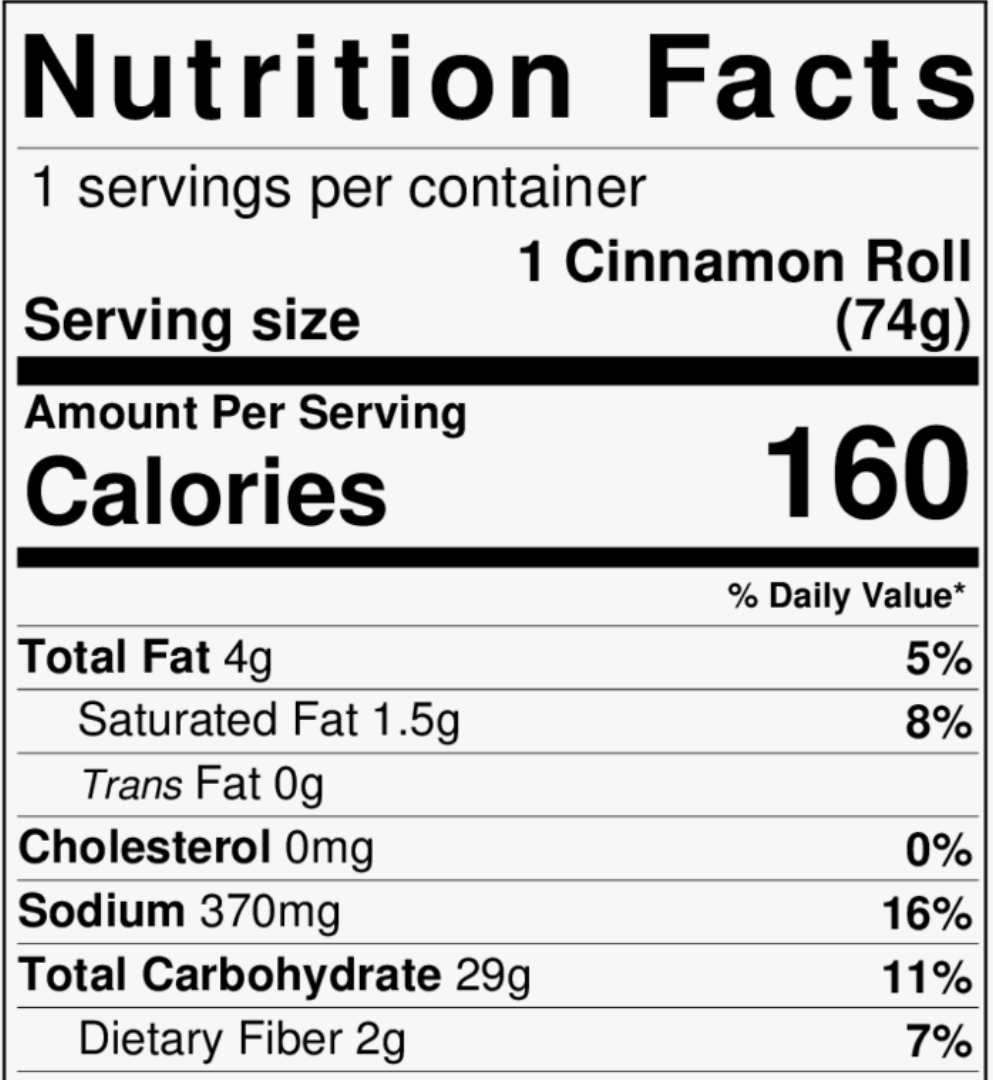 Nutrition Facts
1 servings per container
1 Cinnamon Roll
Serving size (74g)
Amount Per Serving
Calories 160
% Daily Value*
Total Fat 4g 5%
Saturated Fat 1.5g 8%
Trans Fat 0g
Cholesterol 0mg 0%
Sodium 370mg 16%
Total Carbohydrate 29g 11%
Dietary Fiber 2g 7%